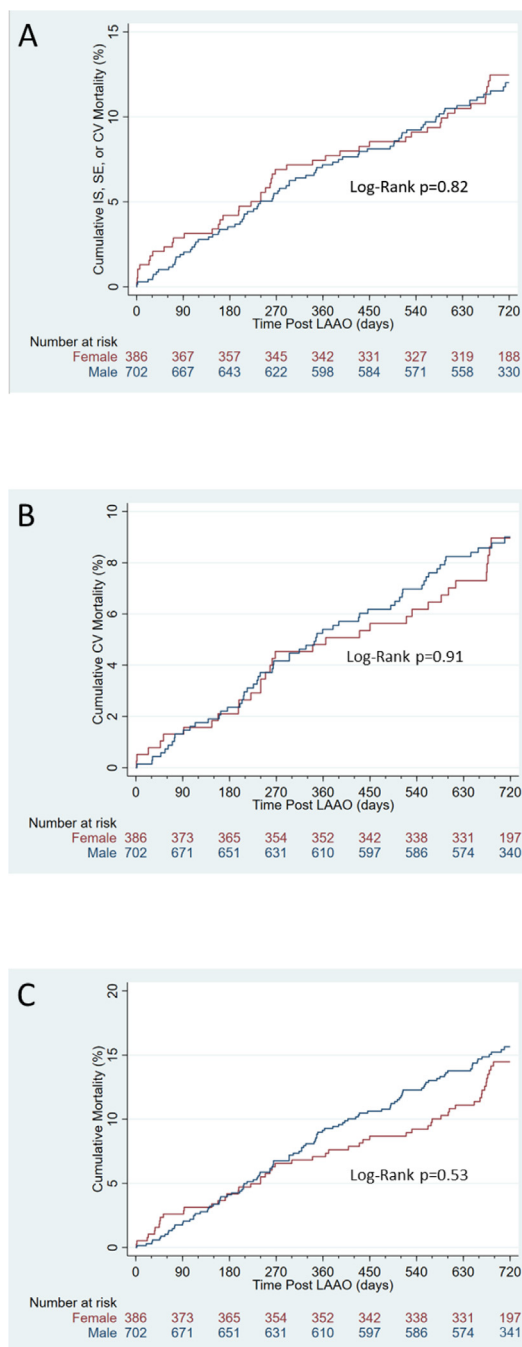 A
Cumulative IS, SE, or CV Mortality (%)
15
10
5
0
Log-Rank p=0.82
0 90 180 270 360 450 540 630 720
Time Post LAAO (days)
Number at risk
Female 386 367 357 345 342 331 327 319 188
Male 702 667 643 622 598 584 571 558 330
B
Cumulative CV Mortality (%)
10
8
6
4
2
0
Log-Rank p=0.91
0 90 180 270 360 450 540 630 720
Time Post LAAO (days)
Number at risk
Female 386 373 365 354 352 342 338 331 197
Male 702 671 651 631 610 597 586 574 340
C
Cumulative Mortality (%)
20
15
10
5
0
Log-Rank p=0.53
0 90 180 270 360 450 540 630 720
Time Post LAAO (days)
Number at risk
Female 386 373 365 354 352 342 338 331 197
Male 702 671 651 631 610 597 586 574 341